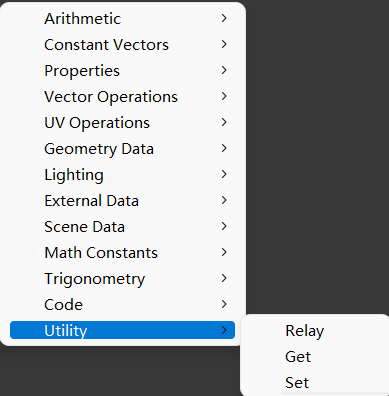 Arithmetic
Constant Vectors
Properties
Vector Operations
UV Operations
Geometry Data
Lighting
External Data
Scene Data
Math Constants
Trigonometry
Code
Utility
Relay
Get
Set